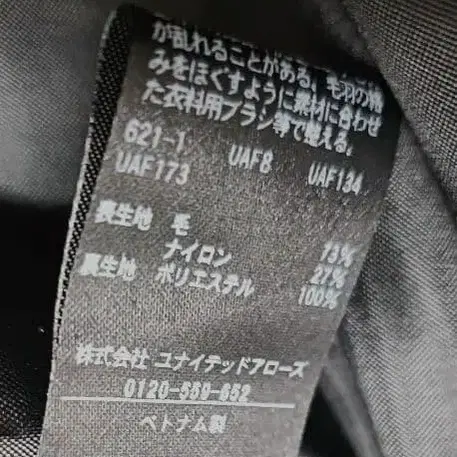 が乱れることがある、毛羽の絡
みをほぐすように素材に合わせ
た衣料用ブラシ等で整える。
621-1 UAF8 UAF134
UAF173
表生地 毛 73%
ナイロン 27%
裏生地 ポリエステル 100%
株式会社 ユナイテッドアローズ
0120-559-652
ベトナム製